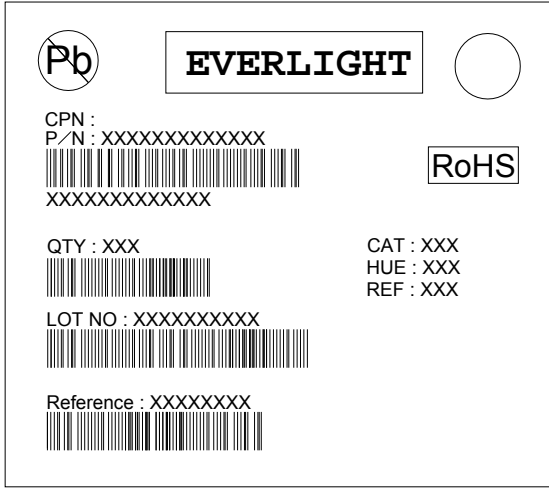 Pb
EVERLIGHT
CPN :
P/N : XXXXXXXXXXXXX
RoHS
XXXXXXXXXXXXX
QTY : XXX
CAT : XXX
HUE : XXX
REF : XXX
LOT NO : XXXXXXXXXX
Reference : XXXXXXXX